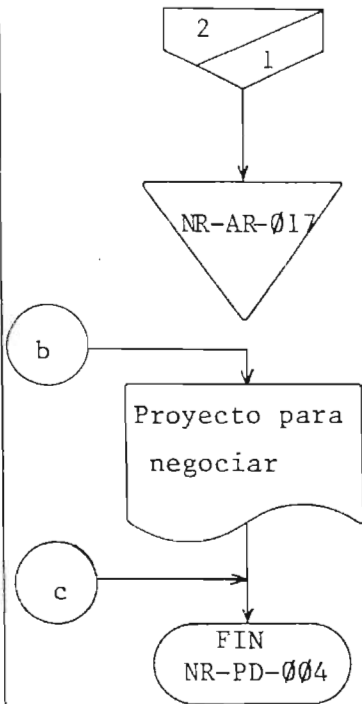 2
1
NR-AR-Ø17
b
Proyecto para
negociar
c
FIN
NR-PD-ØØ4